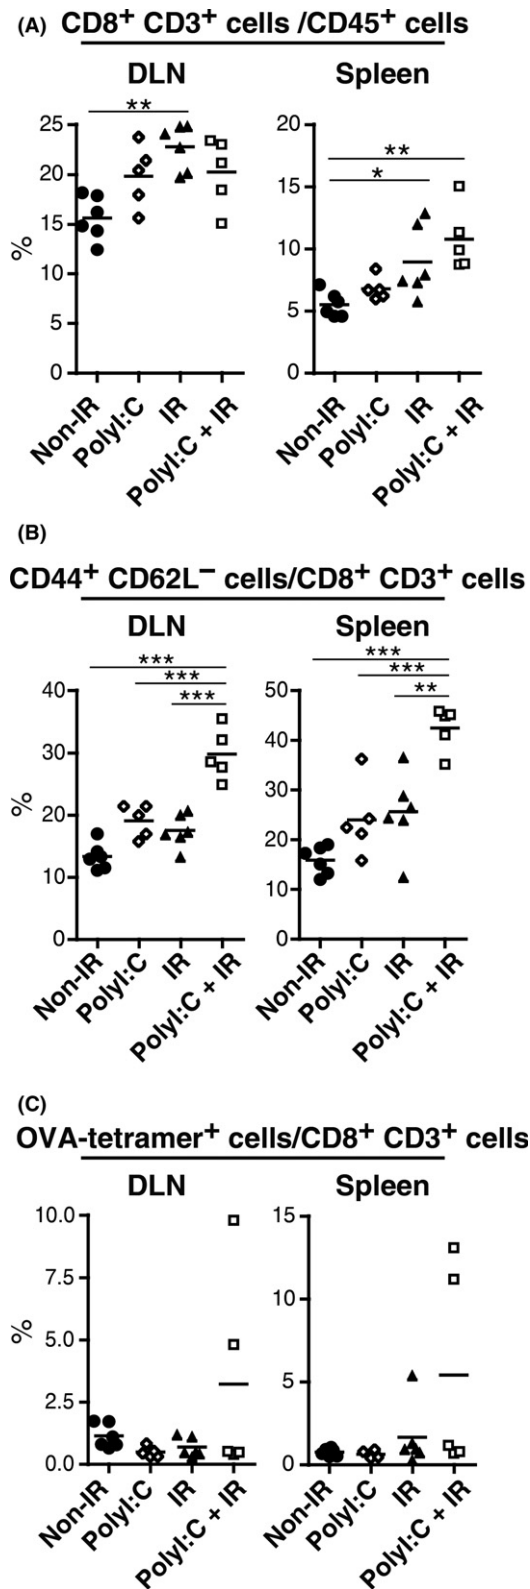 (A) CD8⁺ CD3⁺ cells /CD45⁺ cells
DLN Spleen
** ** *
25
20
15
10
5
0
%
20
15
10
5
0
Non-IR PolyI:C IR PolyI:C + IR
Non-IR PolyI:C IR PolyI:C + IR
(B)
CD44⁺ CD62L⁻ cells/CD8⁺ CD3⁺ cells
DLN Spleen
***
***
***
***
***
**
40
30
20
10
0
%
50
40
30
20
10
0
Non-IR PolyI:C IR PolyI:C + IR
Non-IR PolyI:C IR PolyI:C + IR
(C)
OVA-tetramer⁺ cells/CD8⁺ CD3⁺ cells
DLN Spleen
10.0
7.5
5.0
2.5
0.0
%
15
10
5
0
Non-IR PolyI:C IR PolyI:C + IR
Non-IR PolyI:C IR PolyI:C + IR